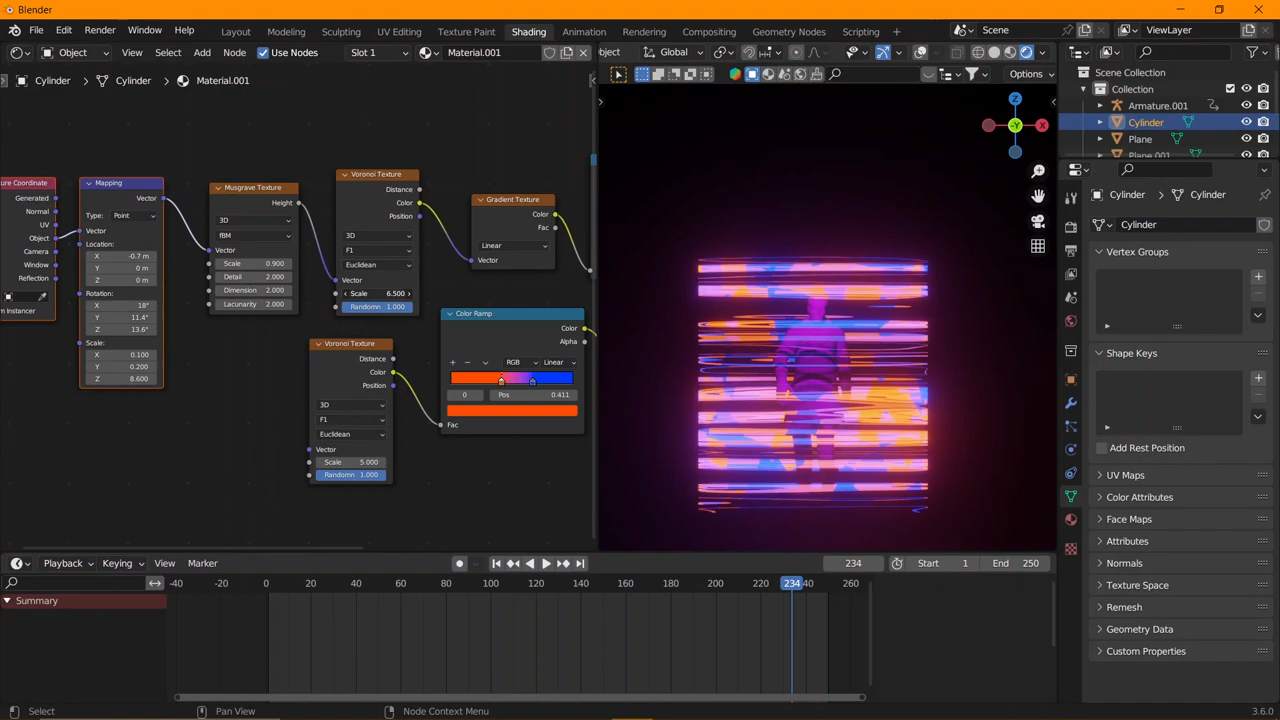 Blender
File Edit Render Window Help Layout Modeling Sculpting UV Editing Texture Paint Shading Animation Rendering Compositing Geometry Nodes Scripting + Scene ViewLayer
Object View Select Add Node Use Nodes Slot 1 Material.001
bject Global
Options
Cylinder > Cylinder > Material.001
ure Coordinate
Generated
Normal
UV
Object
Camera
Window
Reflection
m Instancer
Mapping
Vector
Type: Point
Vector
Location:
X -0.7 m
Y 0 m
Z 0 m
Rotation:
X 18°
Y 11.4°
Z 13.6°
Scale:
X 0.100
Y 0.200
Z 8.600
Musgrave Texture
Height
3D
fBM
Vector
Scale 0.900
Detail 2.000
Dimension 2.000
Lacunarity 2.000
Voronoi Texture
Distance
Color
Position
3D
F1
Euclidean
Vector
Scale 6.500
Randomn 1.000
Gradient Texture
Color
Fac
Linear
Vector
Voronoi Texture
Distance
Color
Position
3D
F1
Euclidean
Vector
Scale 5.000
Randomn 1.000
Color Ramp
Color
Alpha
+ − RGB Linear
0 Pos 0.411
Fac
Z
-Y X
Scene Collection
Collection
Armature.001
Cylinder
Plane
Plane.001
Cylinder > Cylinder
Cylinder
Vertex Groups
Shape Keys
Add Rest Position
UV Maps
Color Attributes
Face Maps
Attributes
Normals
Texture Space
Remesh
Geometry Data
Custom Properties
Playback Keying View Marker 234 Start 1 End 250
-40 -20 0 20 40 60 80 100 120 140 160 180 200 220 234 40 260
Summary
Select Pan View Node Context Menu 3.6.0